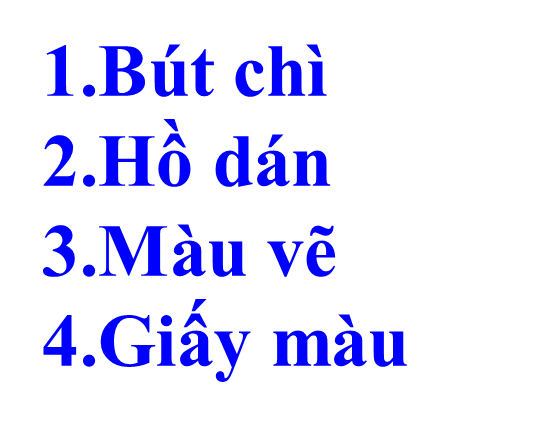 1.Bút chì
2.Hồ dán
3.Màu vẽ
4.Giấy màu